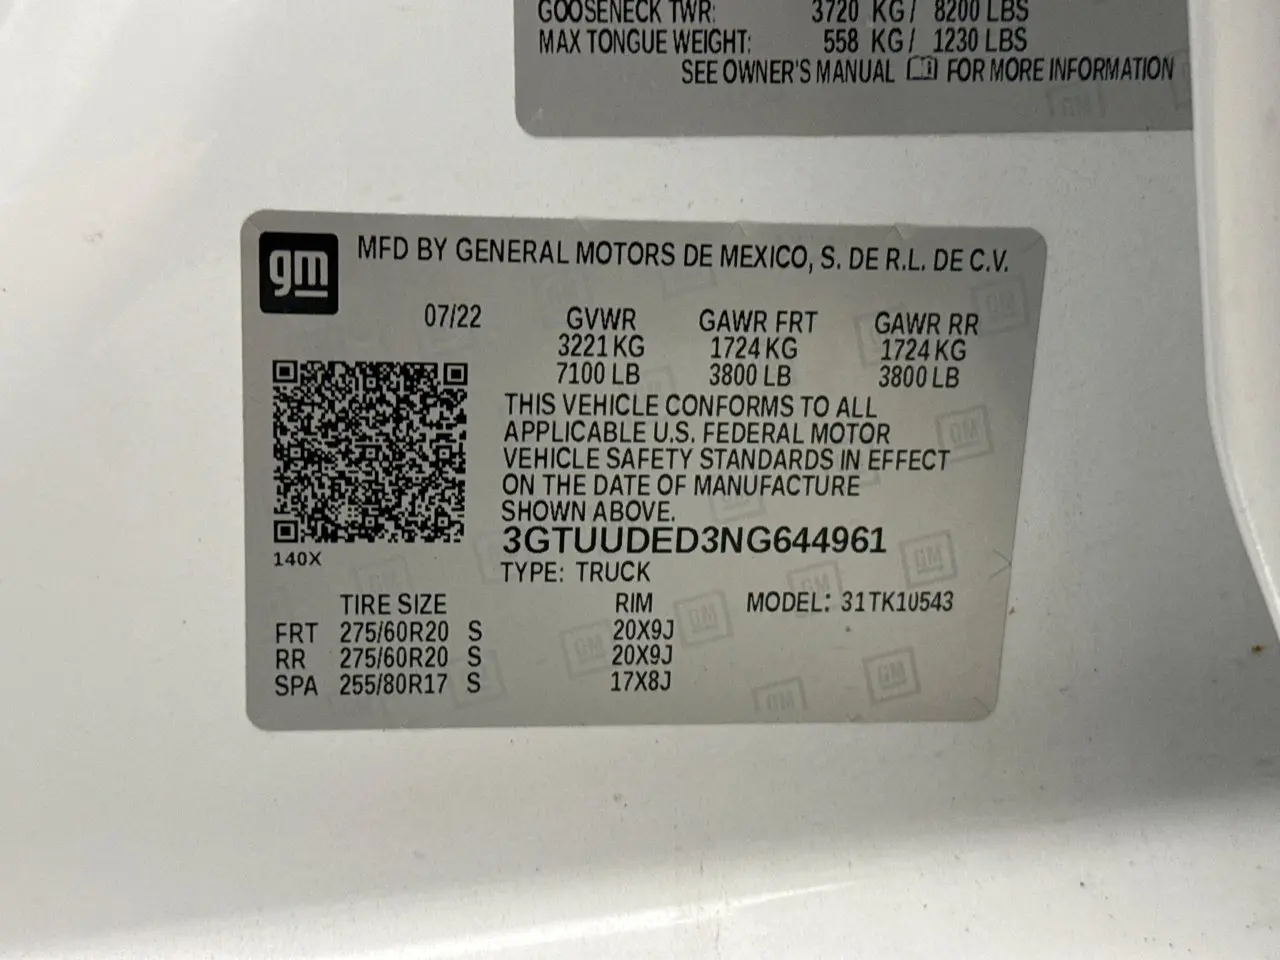 GOOSENECK TWR: 3720 KG/ 8200 LBS
MAX TONGUE WEIGHT: 558 KG/ 1230 LBS
SEE OWNER'S MANUAL FOR MORE INFORMATION
gm
MFD BY GENERAL MOTORS DE MEXICO, S. DE R.L. DE C.V.
07/22 GVWR GAWR FRT GAWR RR
3221 KG 1724 KG 1724 KG
7100 LB 3800 LB 3800 LB
THIS VEHICLE CONFORMS TO ALL
APPLICABLE U.S. FEDERAL MOTOR
VEHICLE SAFETY STANDARDS IN EFFECT
ON THE DATE OF MANUFACTURE
SHOWN ABOVE.
3GTUUDED3NG644961
140X
TYPE: TRUCK
TIRE SIZE RIM MODEL: 31TK10543
FRT 275/60R20 S 20X9J
RR 275/60R20 S 20X9J
SPA 255/80R17 S 17X8J